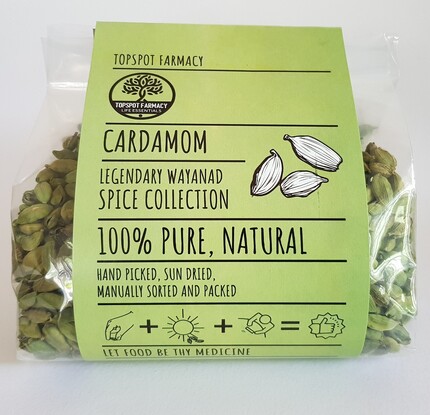 TOPSPOT FARMACY
TOPSPOT FARMACY
LIFE ESSENTIALS
CARDAMOM
LEGENDARY WAYANAD
SPICE COLLECTION
100% PURE, NATURAL
HAND PICKED, SUN DRIED,
MANUALLY SORTED AND PACKED
+ + =
LET FOOD BE THY MEDICINE